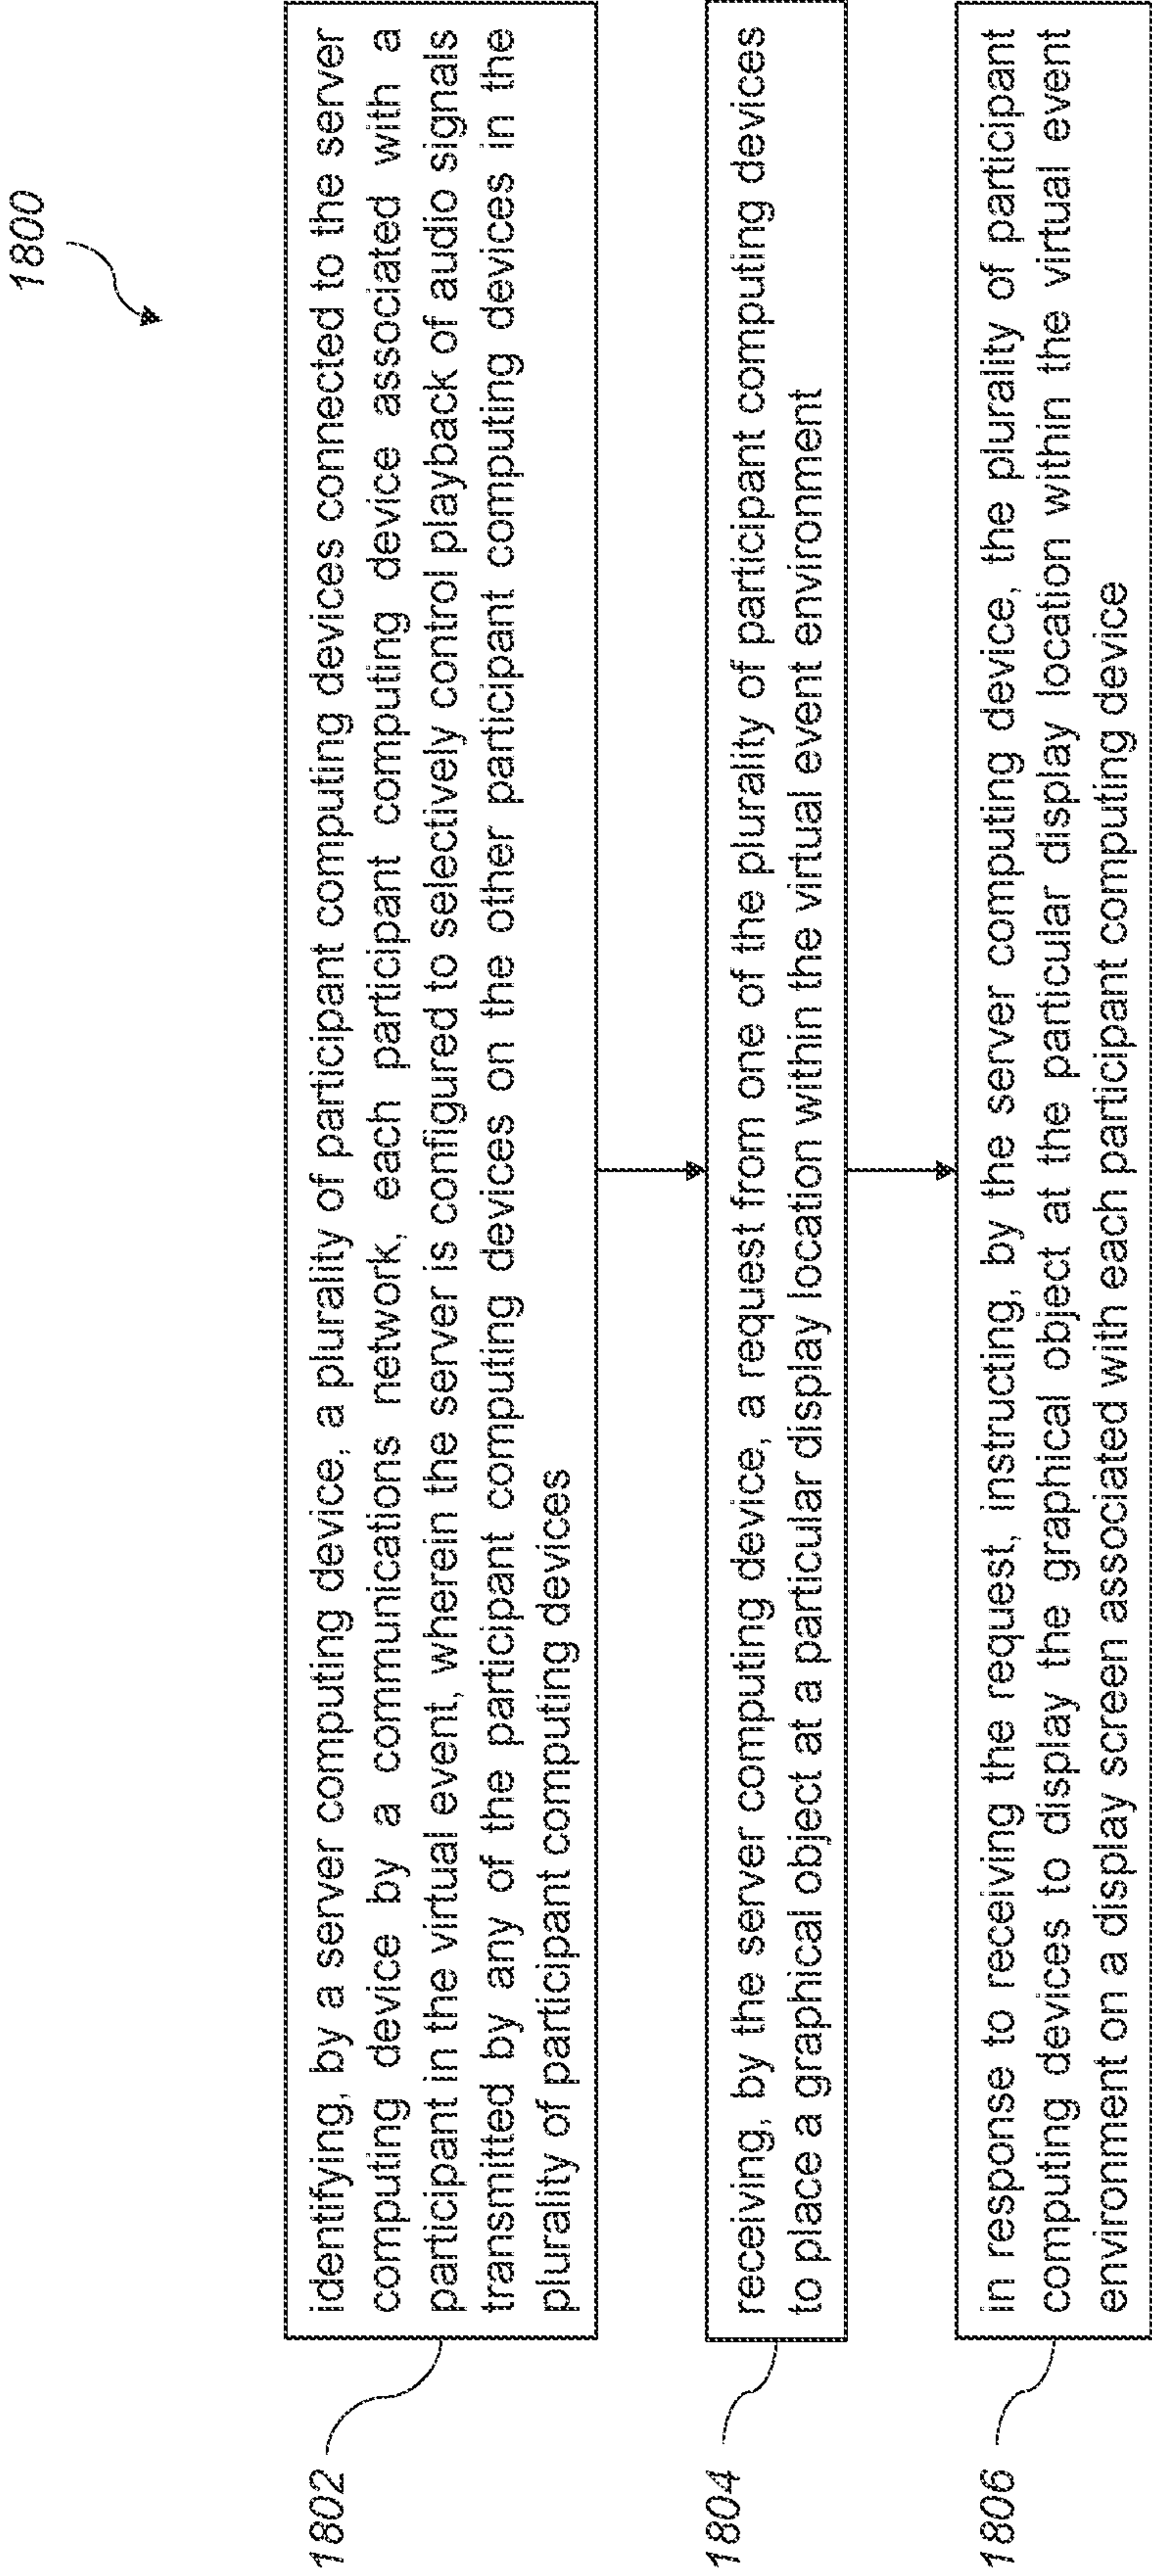 1800
1802
identifying, by a server computing device, a plurality of participant computing devices connected to the server
computing device by a communications network, each participant computing device associated with a
participant in the virtual event, wherein the server is configured to selectively control playback of audio signals
transmitted by any of the participant computing devices on the other participant computing devices in the
plurality of participant computing devices
1804
receiving, by the server computing device, a request from one of the plurality of participant computing devices
to place a graphical object at a particular display location within the virtual event environment
1806
in response to receiving the request, instructing, by the server computing device, the plurality of participant
computing devices to display the graphical object at the particular display location within the virtual event
environment on a display screen associated with each participant computing device